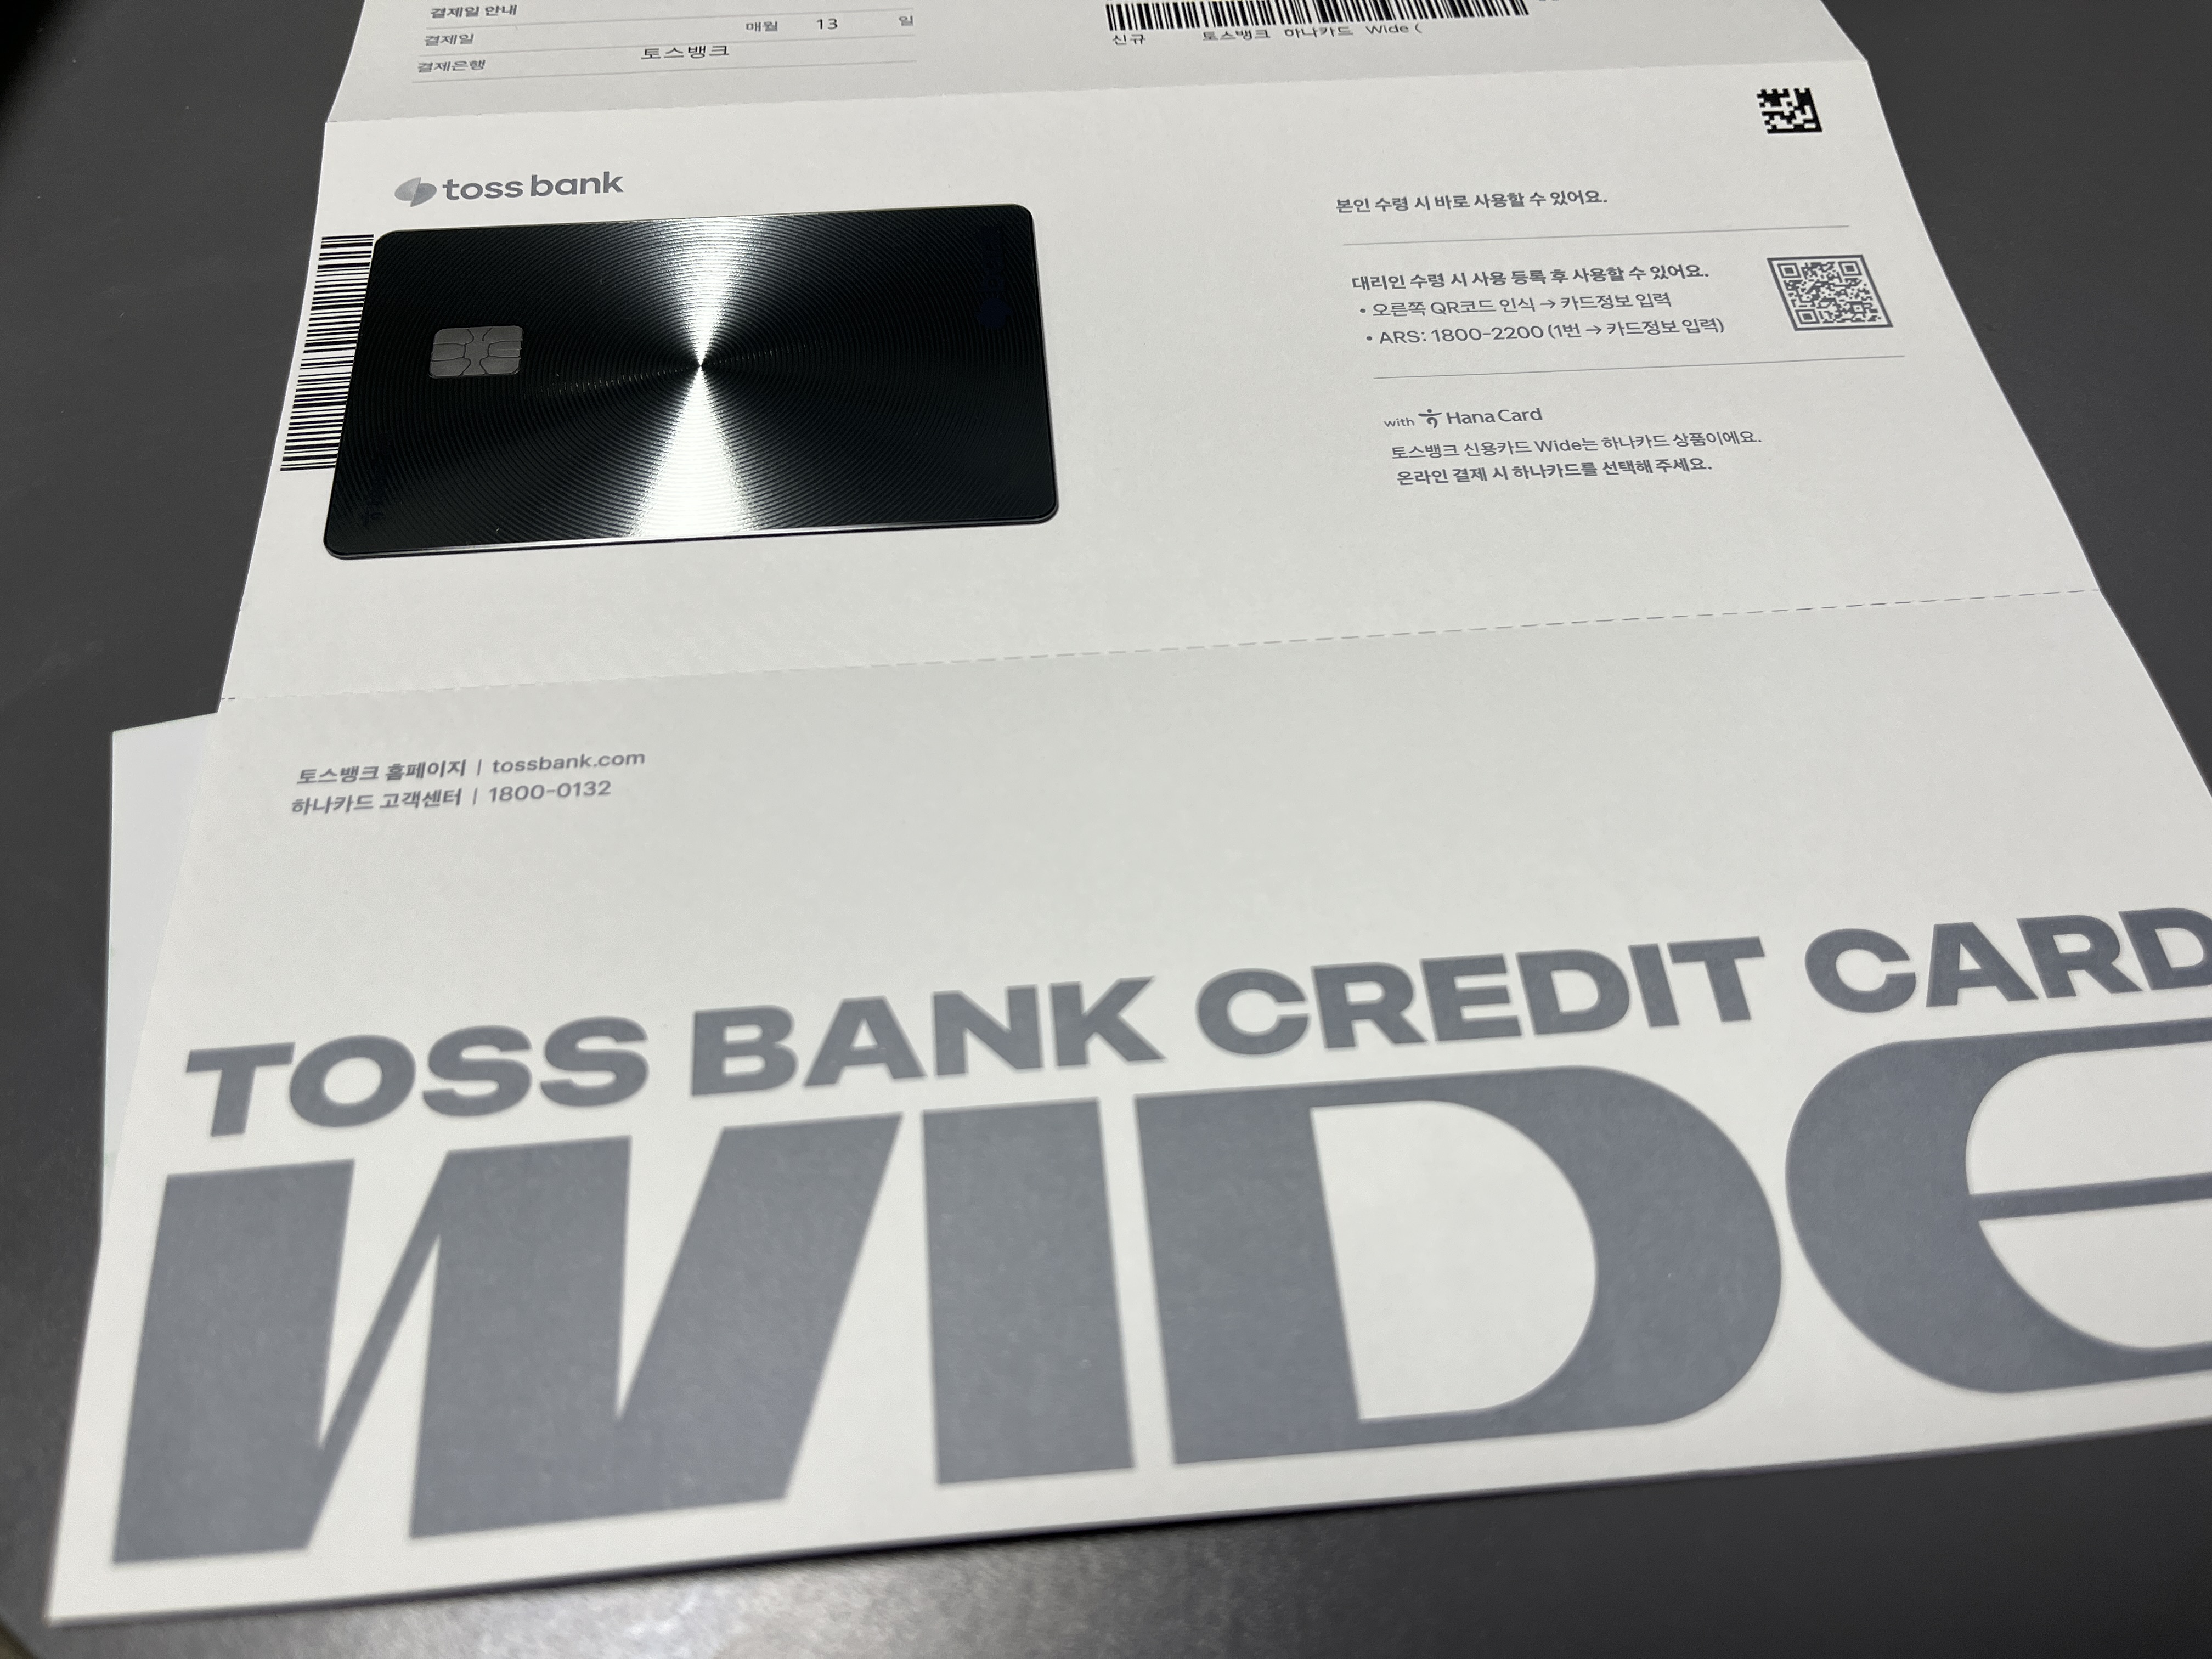 결제일 안내
결제일 매월 13 일
결제은행 토스뱅크
신규 토스뱅크 하나카드 Wide (
toss bank
본인 수령 시 바로 사용할 수 있어요.
대리인 수령 시 사용 등록 후 사용할 수 있어요.
• 오른쪽 QR코드 인식 → 카드정보 입력
• ARS: 1800-2200 (1번 → 카드정보 입력)
with Hana Card
토스뱅크 신용카드 Wide는 하나카드 상품이에요.
온라인 결제 시 하나카드를 선택해 주세요.
토스뱅크 홈페이지 | tossbank.com
하나카드 고객센터 | 1800-0132
TOSS BANK CREDIT CARD
WIDE